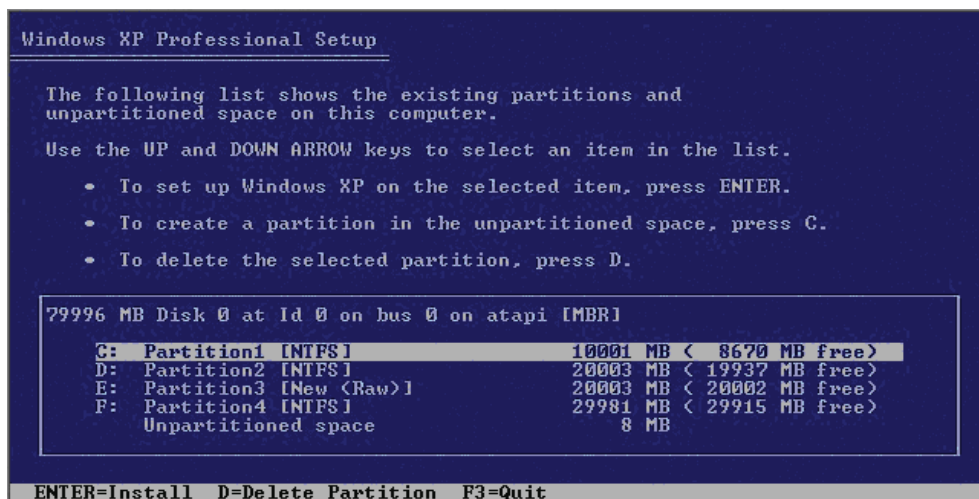 Windows XP Professional Setup
The following list shows the existing partitions and
unpartitioned space on this computer.
Use the UP and DOWN ARROW keys to select an item in the list.
• To set up Windows XP on the selected item, press ENTER.
• To create a partition in the unpartitioned space, press C.
• To delete the selected partition, press D.
79996 MB Disk 0 at Id 0 on bus 0 on atapi [MBR]
C: Partition1 [NTFS] 10001 MB ( 8670 MB free)
D: Partition2 [NTFS] 20003 MB ( 19937 MB free)
E: Partition3 [New (Raw)] 20003 MB ( 20002 MB free)
F: Partition4 [NTFS] 29981 MB ( 29915 MB free)
Unpartitioned space 8 MB
ENTER=Install D=Delete Partition F3=Quit